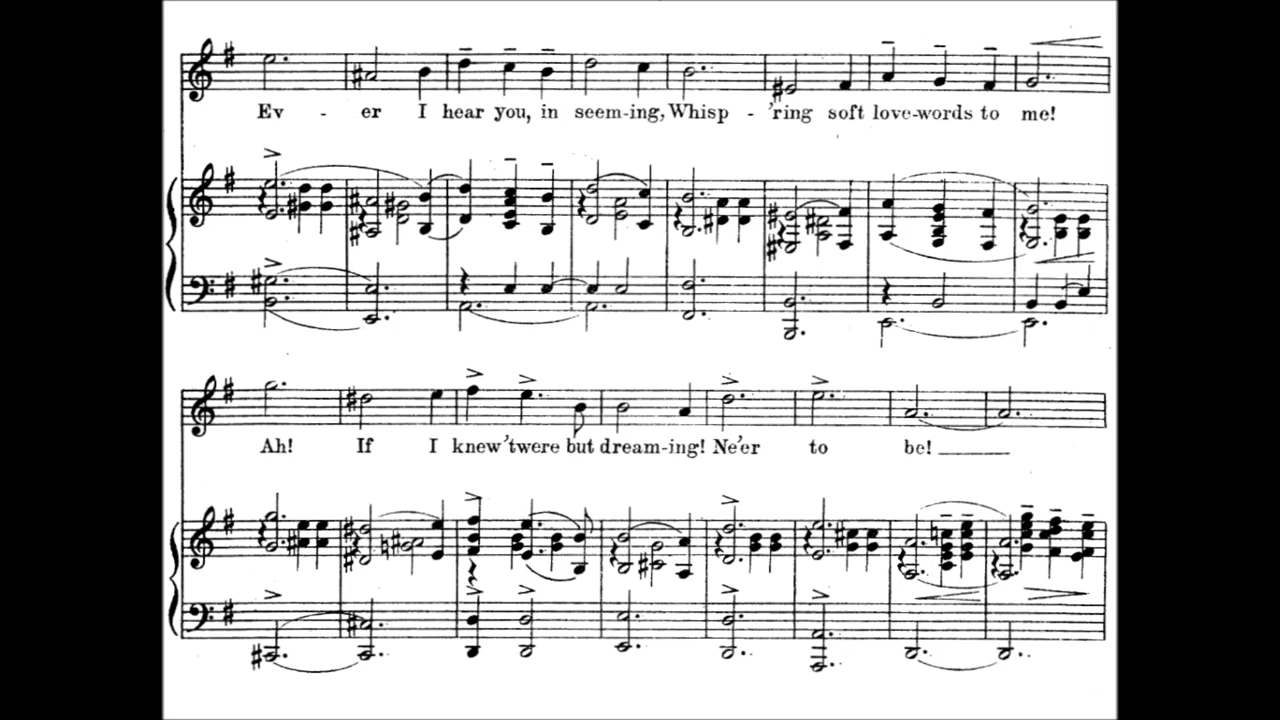 Ev - er I hear you, in seem-ing, Whisp - 'ring soft love-words to me!
Ah! If I knew 'twere but dream-ing! Ne'er to be!